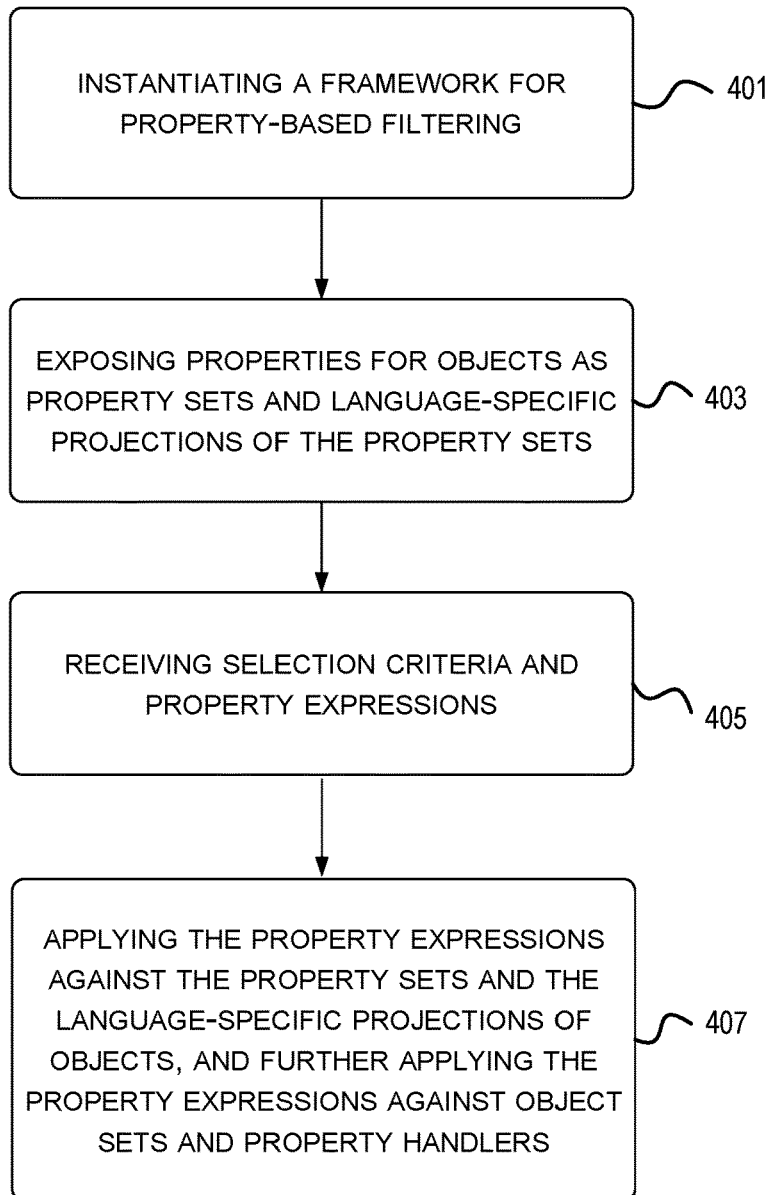 INSTANTIATING A FRAMEWORK FOR
PROPERTY-BASED FILTERING
401
EXPOSING PROPERTIES FOR OBJECTS AS
PROPERTY SETS AND LANGUAGE-SPECIFIC
PROJECTIONS OF THE PROPERTY SETS
403
RECEIVING SELECTION CRITERIA AND
PROPERTY EXPRESSIONS
405
APPLYING THE PROPERTY EXPRESSIONS
AGAINST THE PROPERTY SETS AND THE
LANGUAGE-SPECIFIC PROJECTIONS OF
OBJECTS, AND FURTHER APPLYING THE
PROPERTY EXPRESSIONS AGAINST OBJECT
SETS AND PROPERTY HANDLERS
407